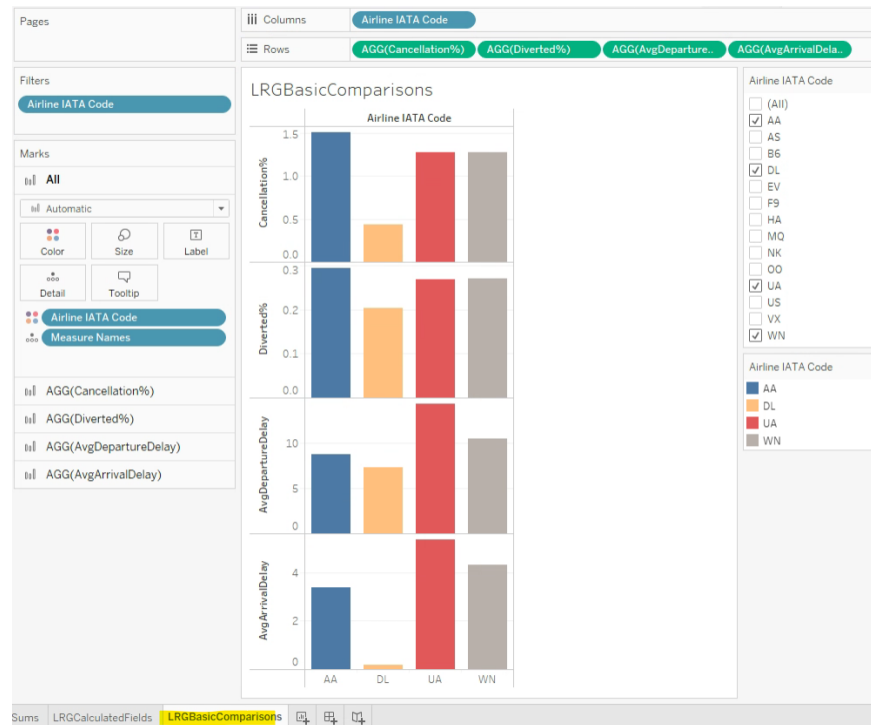 Pages
Columns
Airline IATA Code
Rows
AGG(Cancellation%)
AGG(Diverted%)
AGG(AvgDeparture..
AGG(AvgArrivalDela..
Filters
Airline IATA Code
Marks
All
Automatic
Color
Size
Label
Detail
Tooltip
Airline IATA Code
Measure Names
AGG(Cancellation%)
AGG(Diverted%)
AGG(AvgDepartureDelay)
AGG(AvgArrivalDelay)
LRGBasicComparisons
Airline IATA Code
Cancellation%
1.5
1.0
0.5
0.0
Diverted%
0.3
0.2
0.1
0.0
AvgDepartureDelay
10
5
0
AvgArrivalDelay
4
2
0
AA
DL
UA
WN
Airline IATA Code
(All)
AA
AS
B6
DL
EV
F9
HA
MQ
NK
OO
UA
US
VX
WN
Airline IATA Code
AA
DL
UA
WN
Sums
LRGCalculatedFields
LRGBasicComparisons